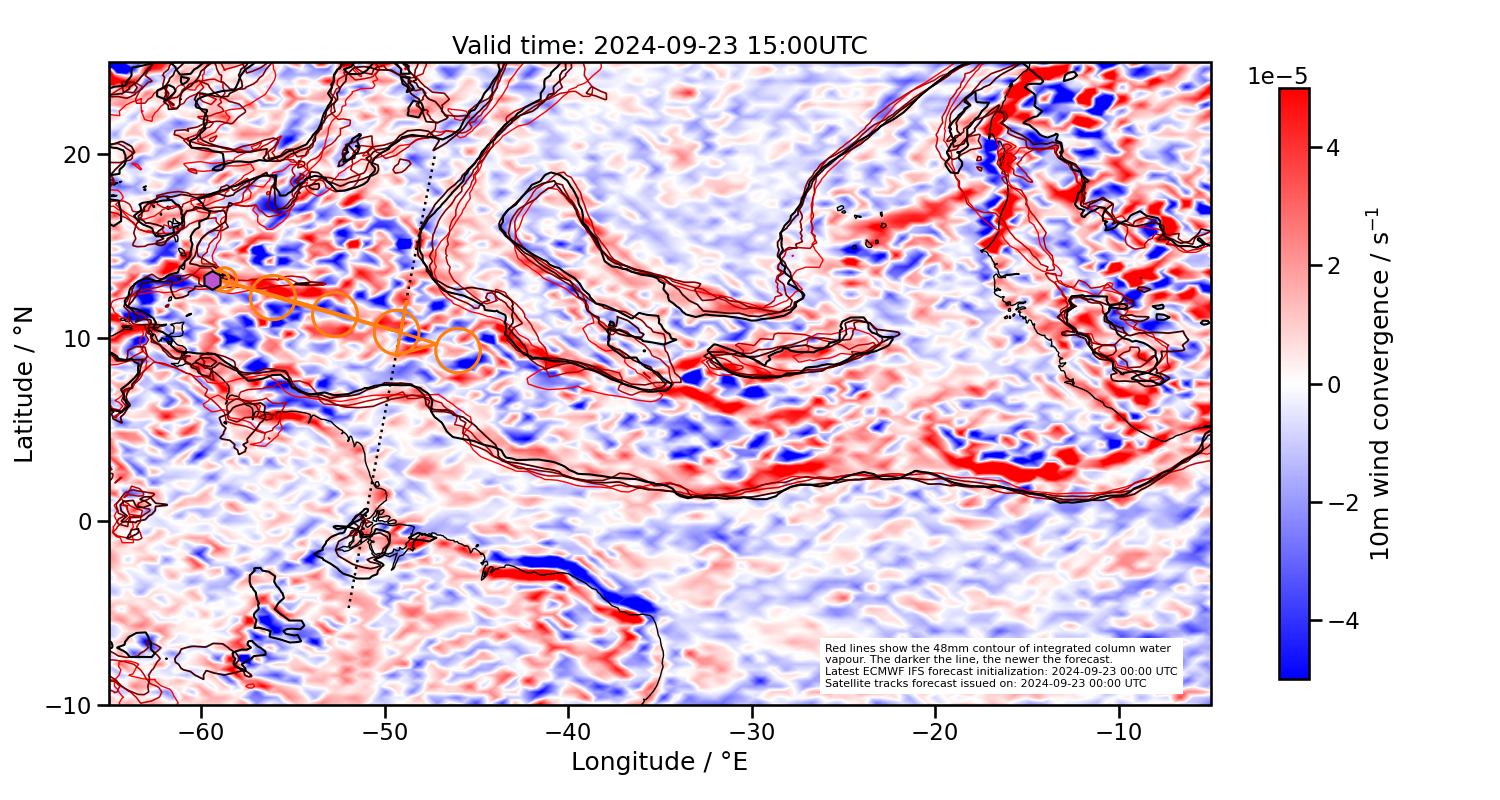 Valid time: 2024-09-23 15:00UTC
1e−5
4
2
0
−2
−4
10m wind convergence / s⁻¹
20
10
0
−10
Latitude / °N
−60
−50
−40
−30
−20
−10
Longitude / °E
Red lines show the 48mm contour of integrated column water
vapour. The darker the line, the newer the forecast.
Latest ECMWF IFS forecast initialization: 2024-09-23 00:00 UTC
Satellite tracks forecast issued on: 2024-09-23 00:00 UTC